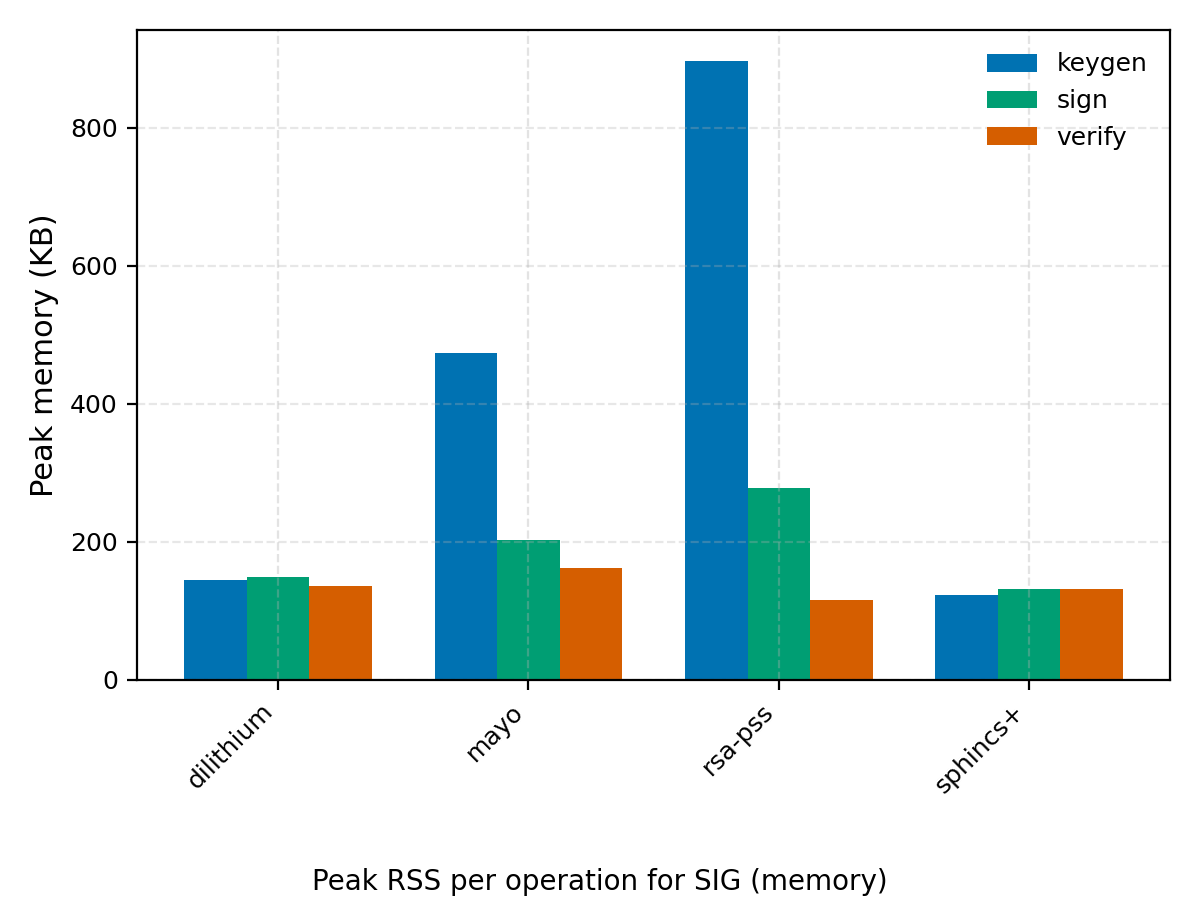 keygen
sign
verify
Peak memory (KB)
800
600
400
200
0
dilithium
mayo
rsa-pss
sphincs+
Peak RSS per operation for SIG (memory)